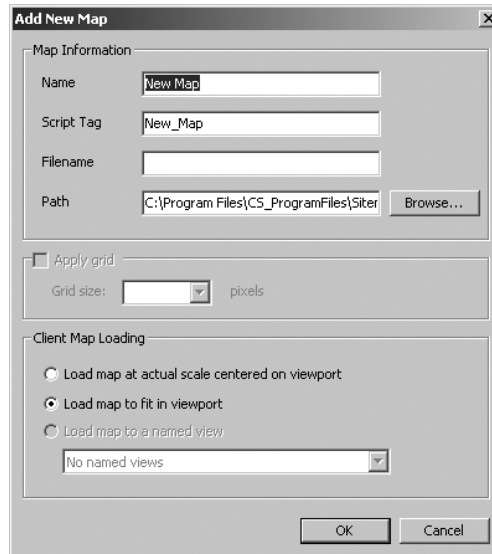 Add New Map
Map Information
Name New Map
Script Tag New_Map
Filename
Path C:\Program Files\CS_ProgramFiles\Siter Browse...
Apply grid
Grid size: pixels
Client Map Loading
Load map at actual scale centered on viewport
Load map to fit in viewport
Load map to a named view
No named views
OK Cancel